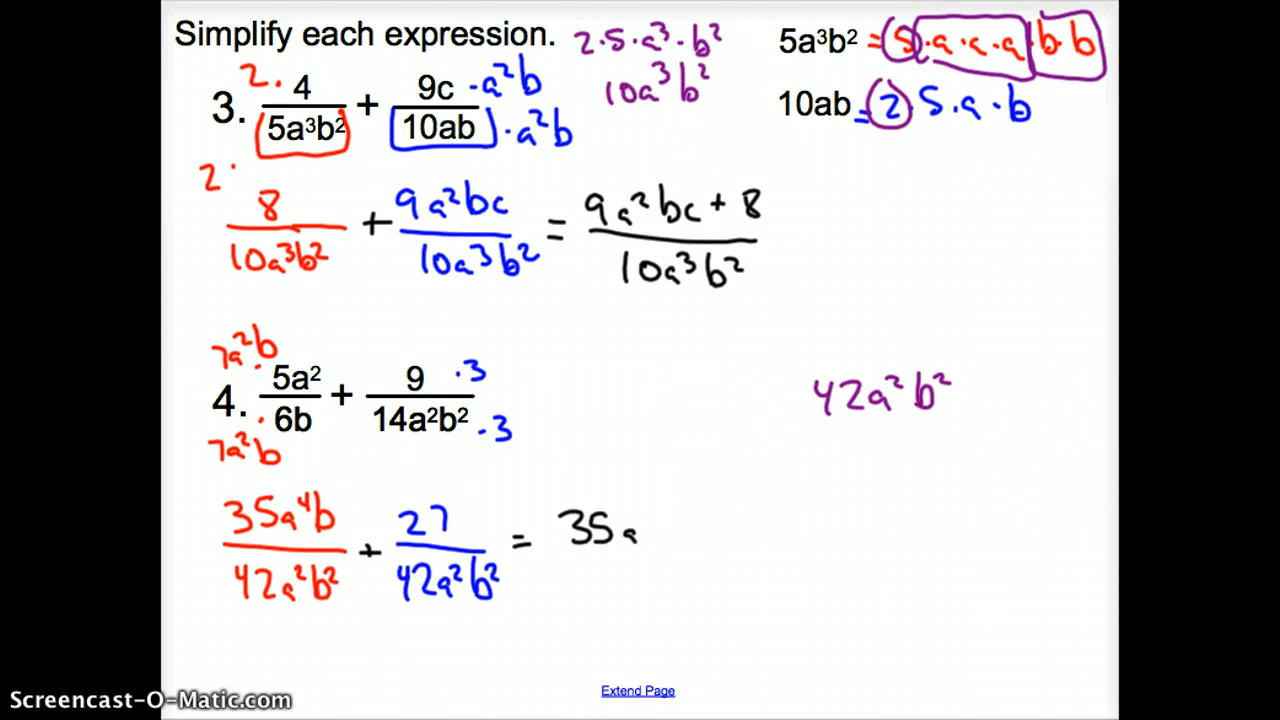 Simplify each expression.
2·5·a³·b²
10a³b²
5a³b² = 5·a·a·a·b·b
10ab = 2·5·a·b
2· 4 9c ·a²b
3. ── + ──
5a³b² 10ab ·a²b
2·
8 9a²bc 9a²bc + 8
── + ── = ──
10a³b² 10a³b² 10a³b²
7a²b
· 5a² 9 ·3
4. ── + ──
· 6b 14a²b² ·3
7a²b
42a²b²
35a⁴b 27
── + ── = 35a
42a²b² 42a²b²
Extend Page
Screencast-O-Matic.com